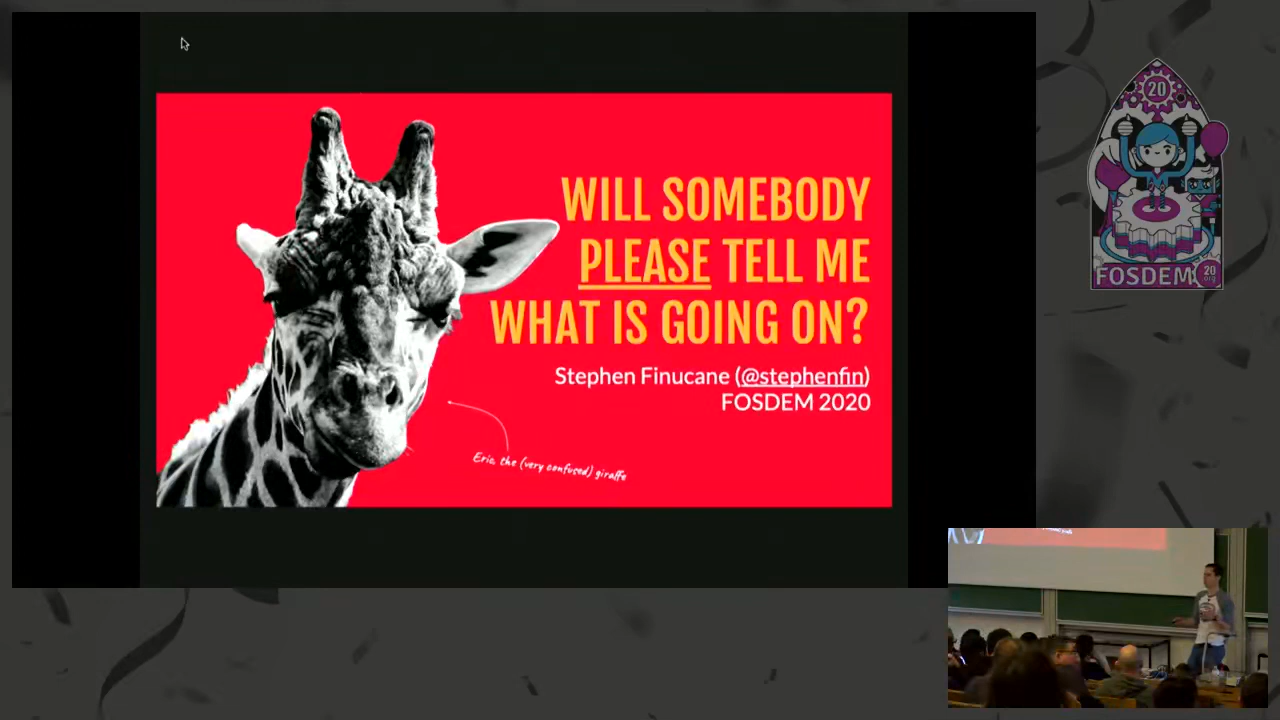 WILL SOMEBODY
PLEASE TELL ME
WHAT IS GOING ON?
Stephen Finucane (@stephenfin)
FOSDEM 2020
Eric, the (very confused) giraffe
20
FOSDEM
20
.org